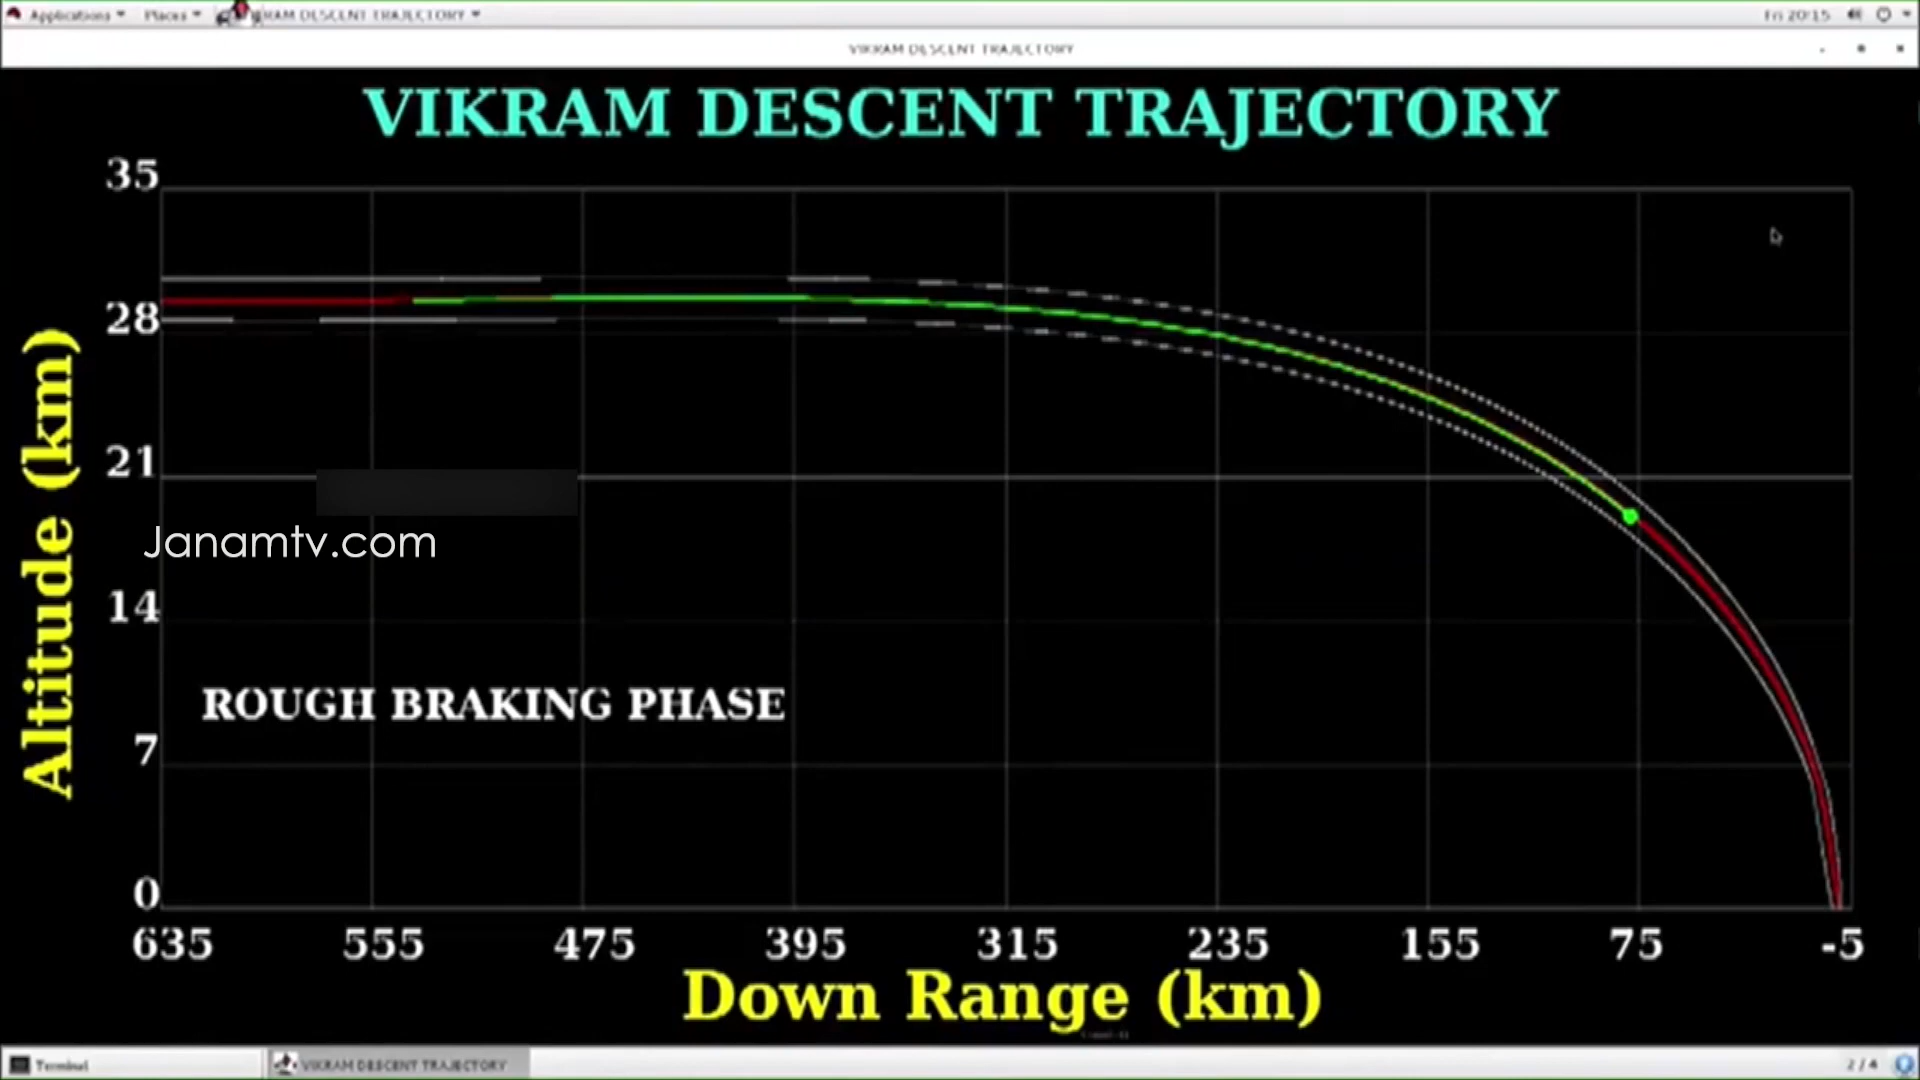 Applications Places VIKRAM DESCENT TRAJECTORY Fri 20:15
VIKRAM DESCENT TRAJECTORY
VIKRAM DESCENT TRAJECTORY
35
28
21
14
7
0
Altitude (km)
Janamtv.com
ROUGH BRAKING PHASE
635 555 475 395 315 235 155 75 -5
Down Range (km)
Terminal VIKRAM DESCENT TRAJECTORY 2 / 4